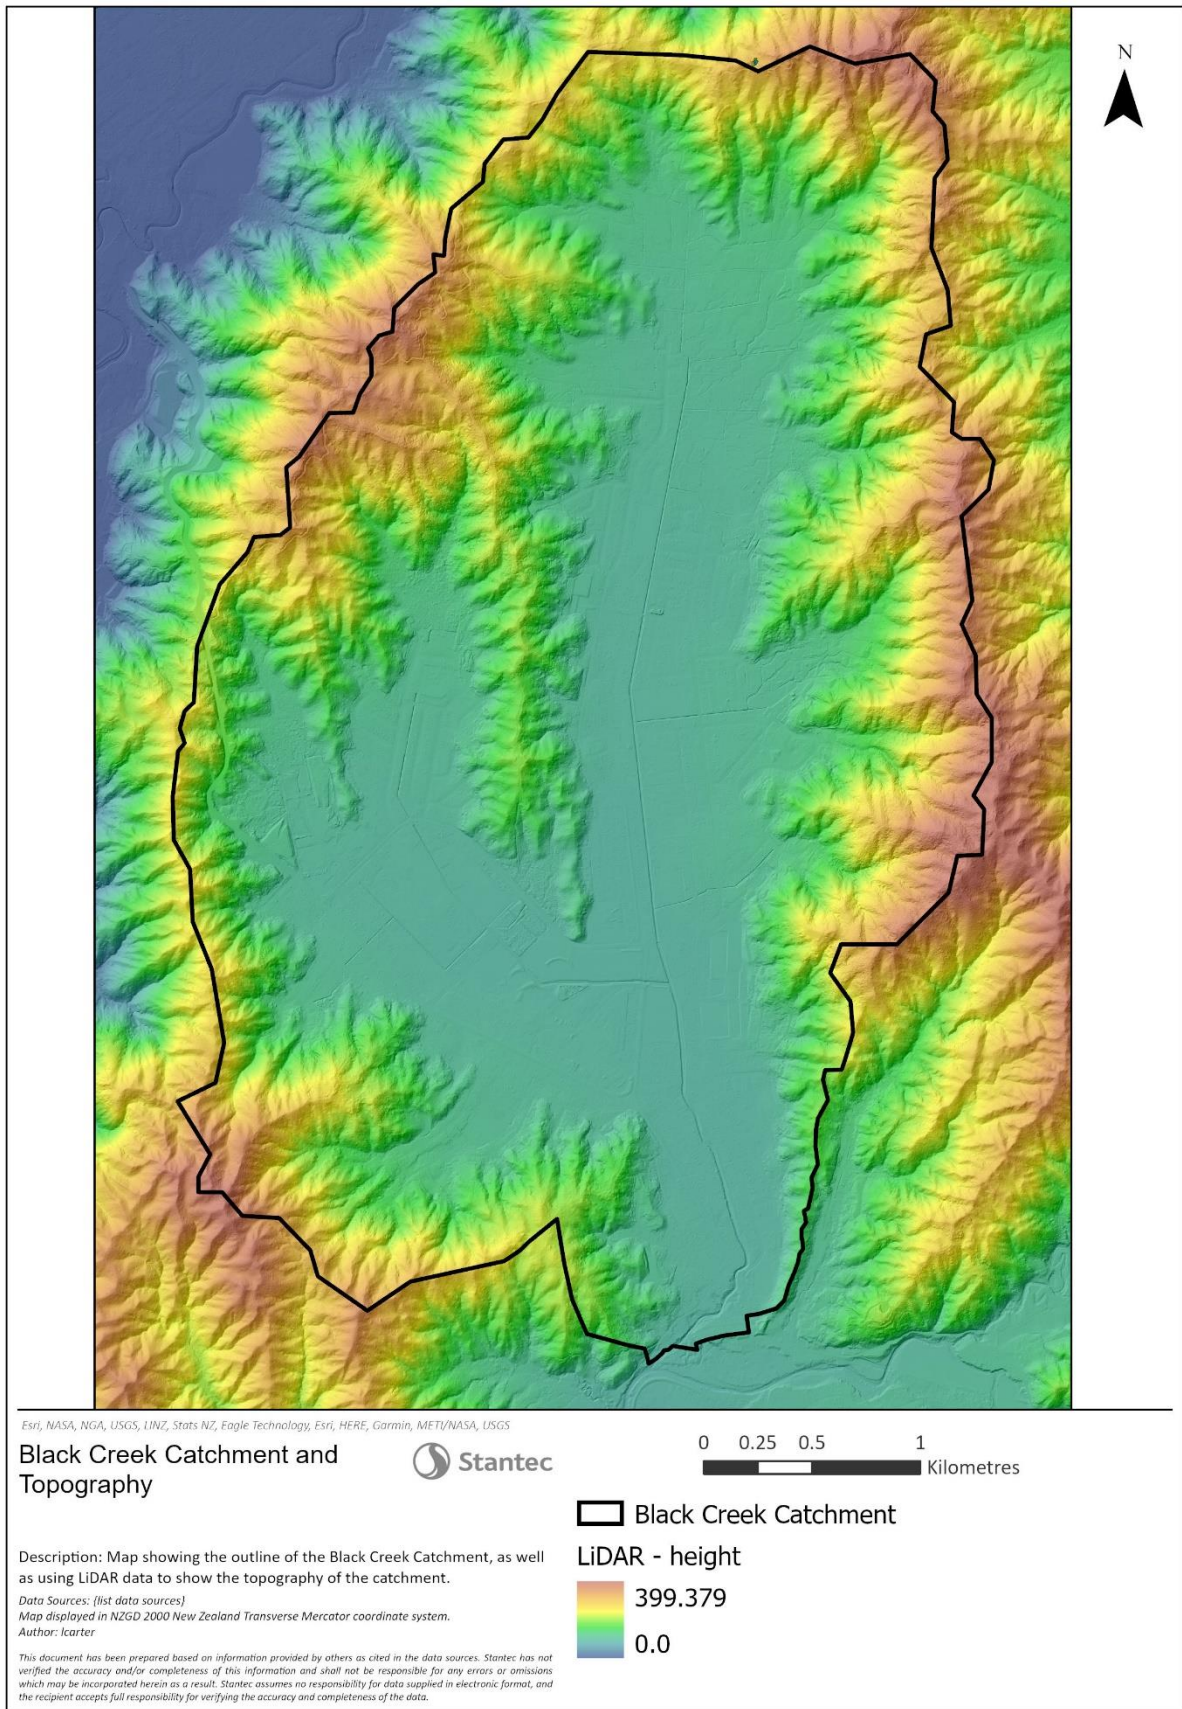 N
Esri, NASA, NGA, USGS, LINZ, Stats NZ, Eagle Technology, Esri, HERE, Garmin, METI/NASA, USGS
Black Creek Catchment and
Topography
Stantec
0 0.25 0.5 1
Kilometres
Black Creek Catchment
LiDAR - height
399.379
0.0
Description: Map showing the outline of the Black Creek Catchment, as well
as using LiDAR data to show the topography of the catchment.
Data Sources: {list data sources}
Map displayed in NZGD 2000 New Zealand Transverse Mercator coordinate system.
Author: lcarter
This document has been prepared based on information provided by others as cited in the data sources. Stantec has not
verified the accuracy and/or completeness of this information and shall not be responsible for any errors or omissions
which may be incorporated herein as a result. Stantec assumes no responsibility for data supplied in electronic format, and
the recipient accepts full responsibility for verifying the accuracy and completeness of the data.